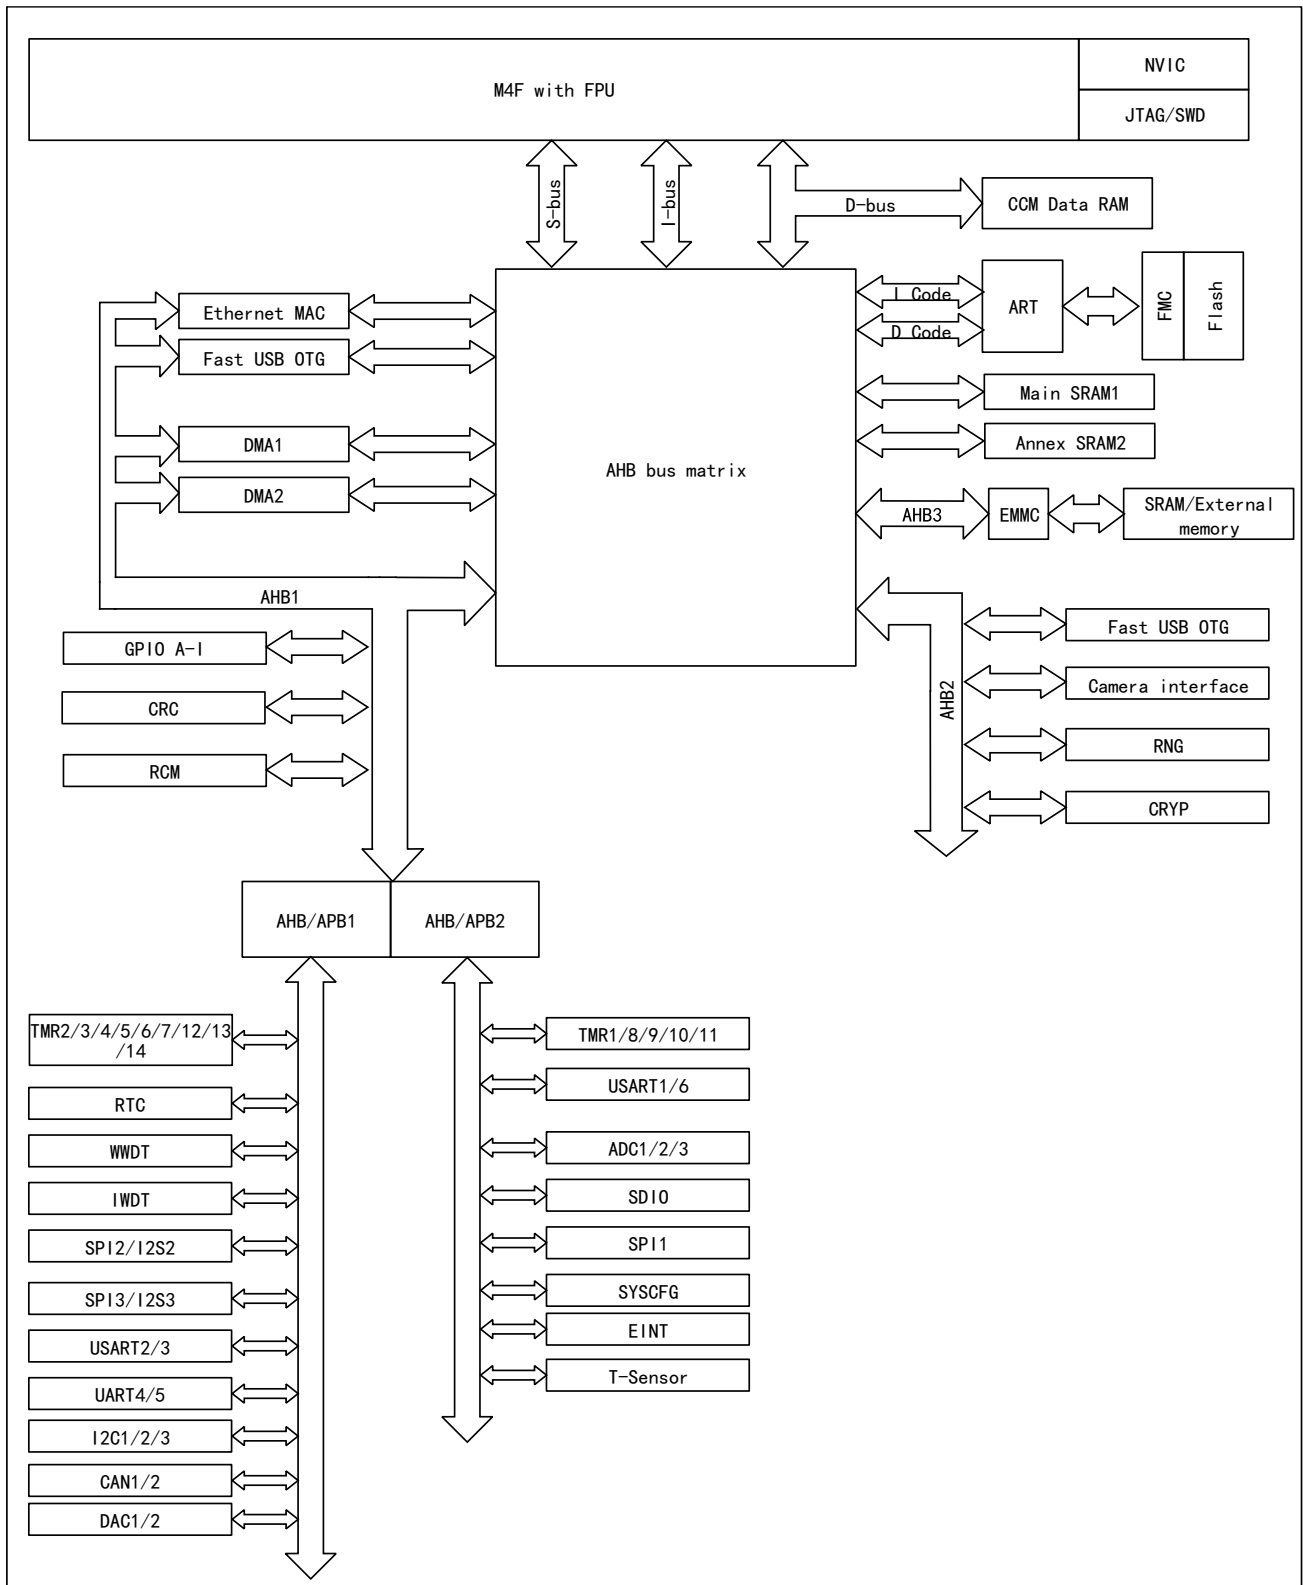 M4F with FPU
NVIC
JTAG/SWD
S-bus
I-bus
D-bus
CCM Data RAM
Ethernet MAC
Fast USB OTG
DMA1
DMA2
AHB bus matrix
I Code
D Code
ART
FMC
Flash
Main SRAM1
Annex SRAM2
AHB3
EMMC
SRAM/External
memory
AHB1
GPIO A-I
CRC
RCM
AHB2
Fast USB OTG
Camera interface
RNG
CRYP
AHB/APB1
AHB/APB2
TMR2/3/4/5/6/7/12/13
/14
RTC
WWDT
IWDT
SPI2/I2S2
SPI3/I2S3
USART2/3
UART4/5
I2C1/2/3
CAN1/2
DAC1/2
TMR1/8/9/10/11
USART1/6
ADC1/2/3
SDIO
SPI1
SYSCFG
EINT
T-Sensor